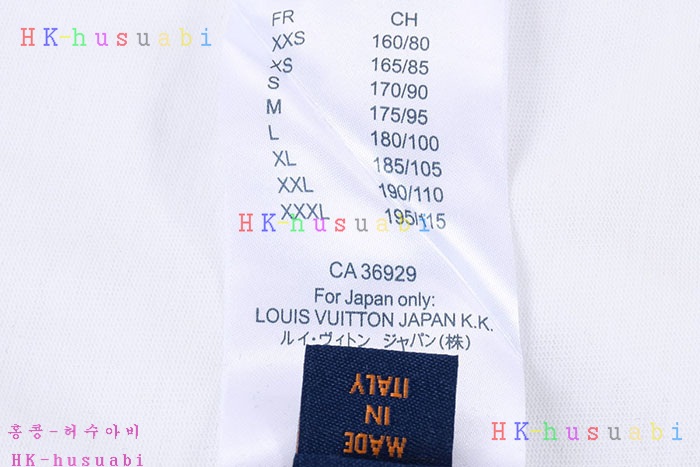 HK-husuabi
FR CH
XXS 160/80
XS 165/85
S 170/90
M 175/95
L 180/100
XL 185/105
XXL 190/110
XXXL 195/115
HK-husuabi
CA 36929
For Japan only:
LOUIS VUITTON JAPAN K.K.
ルイ・ヴィトン ジャパン(株)
MADE
IN
ITALY
홍콩-허수아비
HK-husuabi
HK-husuabi